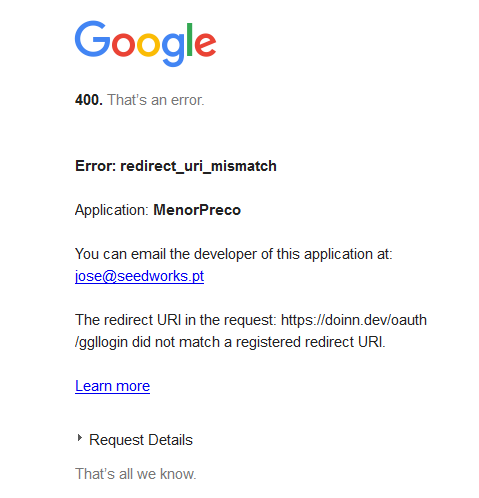 Google
400. That's an error.
Error: redirect_uri_mismatch
Application: MenorPreco
You can email the developer of this application at:
jose@seedworks.pt
The redirect URI in the request: https://doinn.dev/oauth
/ggllogin did not match a registered redirect URI.
Learn more
Request Details
That's all we know.